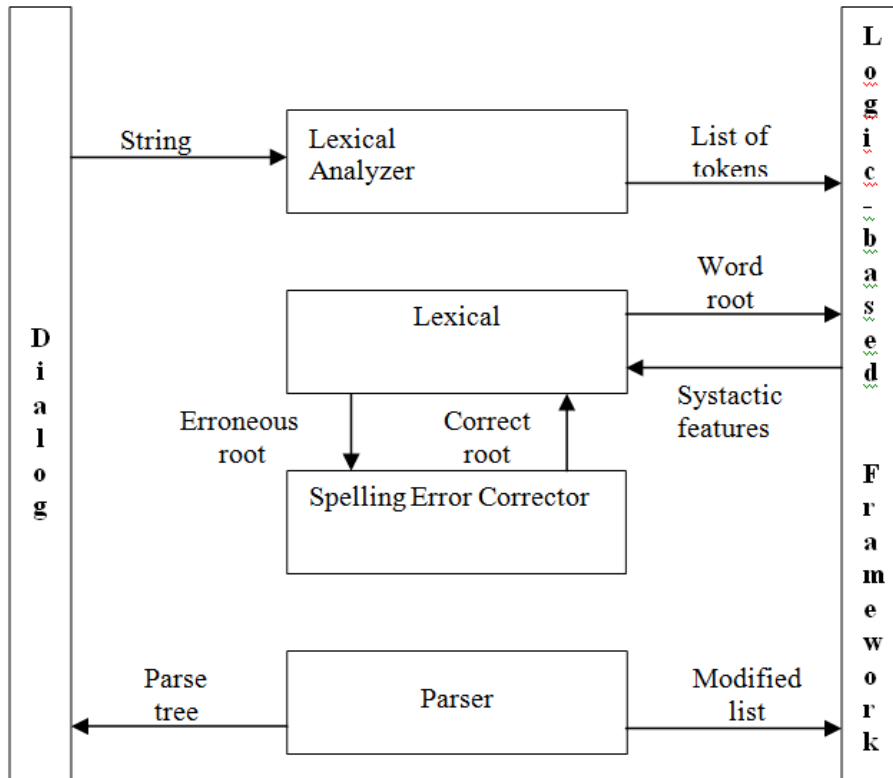 Dialog
String
Lexical
Analyzer
List of
tokens
Lexical
Word
root
Systactic
features
Erroneous
root
Correct
root
Spelling Error Corrector
Parse
tree
Parser
Modified
list
Logic-based Framework